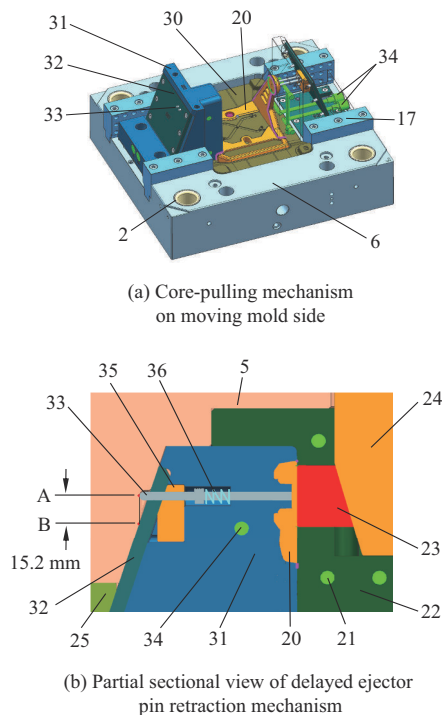 31 30 20
32 34
33 17
2 6
(a) Core-pulling mechanism
on moving mold side
35 36 5
33 24
A
B
15.2 mm 23
32 22
25 34 31 20 21
(b) Partial sectional view of delayed ejector
pin retraction mechanism